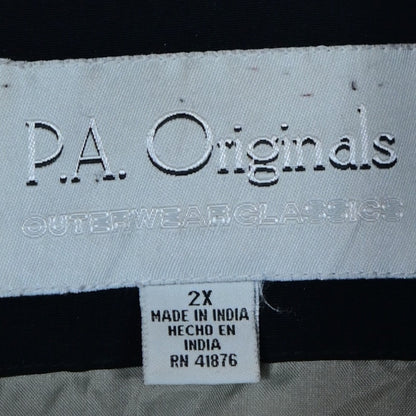 P.A. Originals
OUTERWEAR CLASSICS
2X
MADE IN INDIA
HECHO EN
INDIA
RN 41876